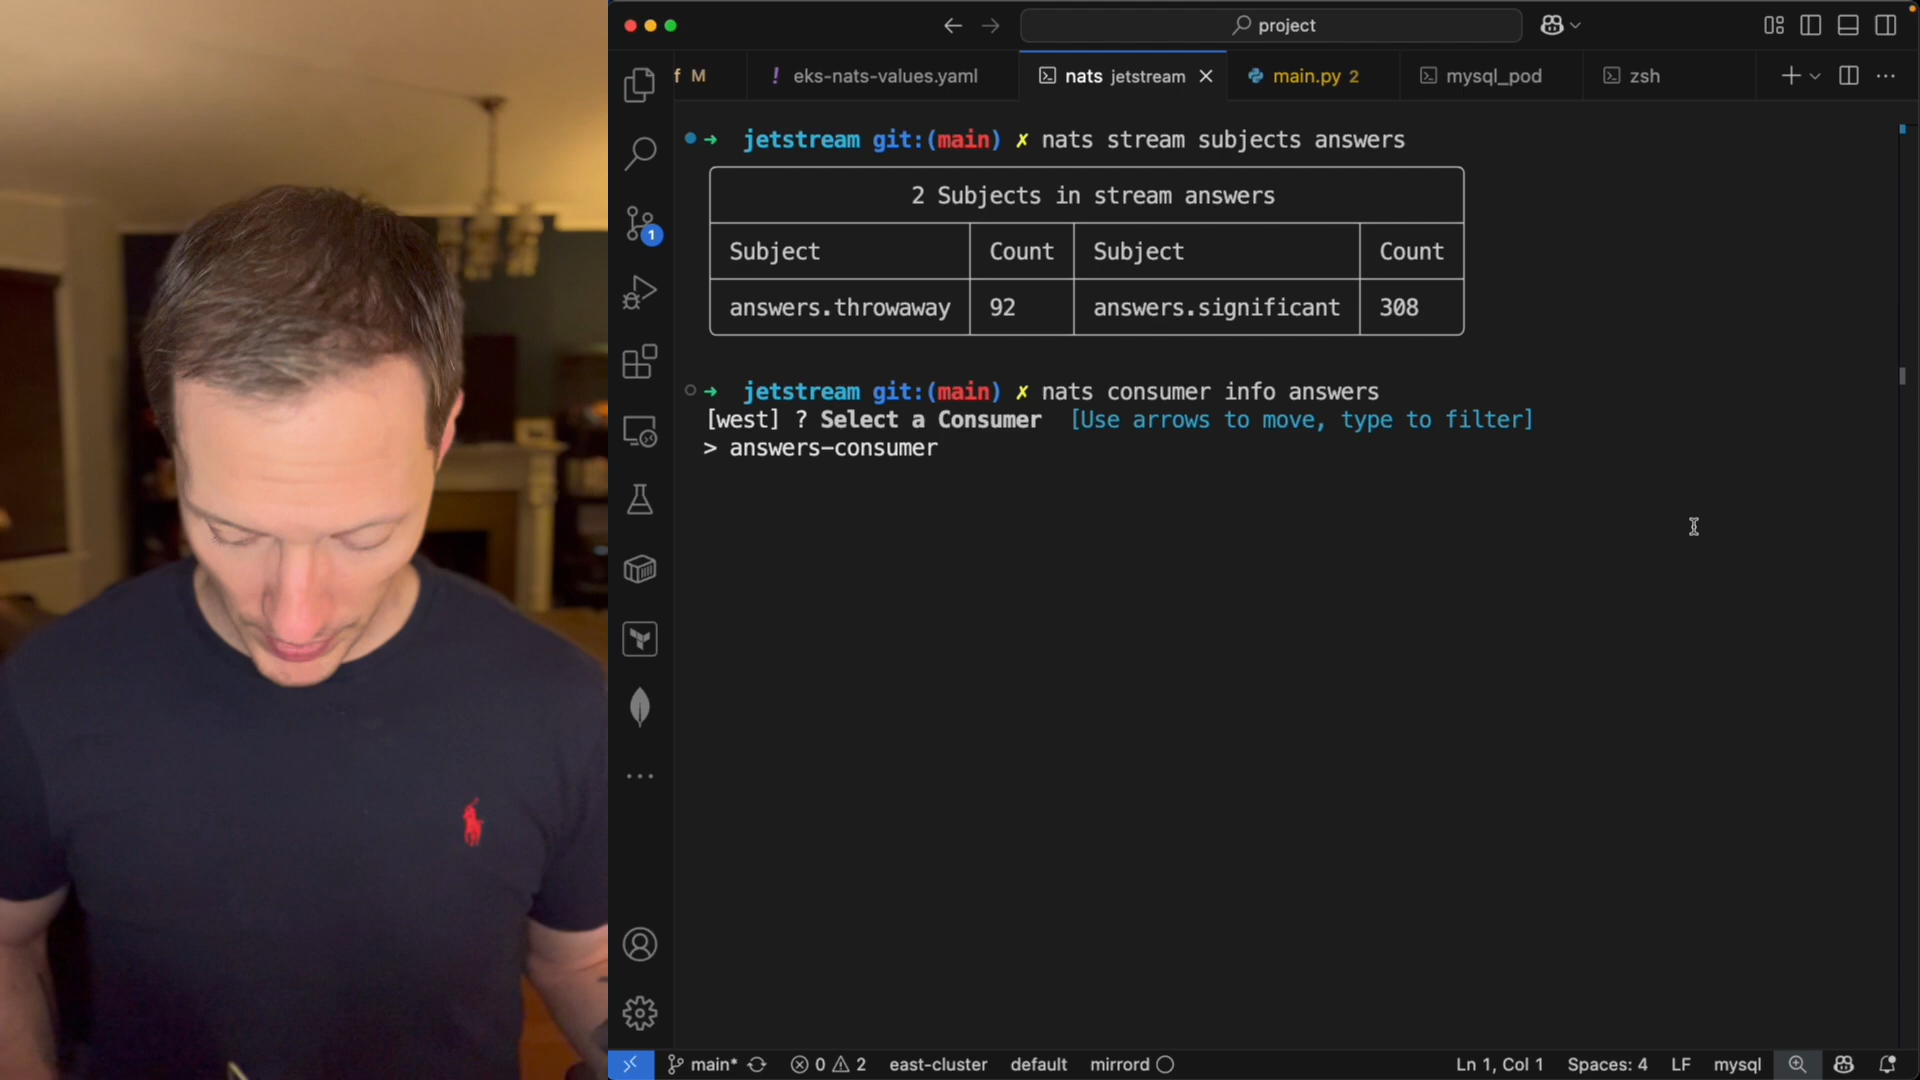 project
f M
! eks-nats-values.yaml
nats jetstream
main.py 2
mysql_pod
zsh
→ jetstream git:(main) ✗ nats stream subjects answers
2 Subjects in stream answers
Subject Count Subject Count
answers.throwaway 92 answers.significant 308
→ jetstream git:(main) ✗ nats consumer info answers
[west] ? Select a Consumer [Use arrows to move, type to filter]
> answers-consumer
1
main* 0 2 east-cluster default mirrord Ln 1, Col 1 Spaces: 4 LF mysql